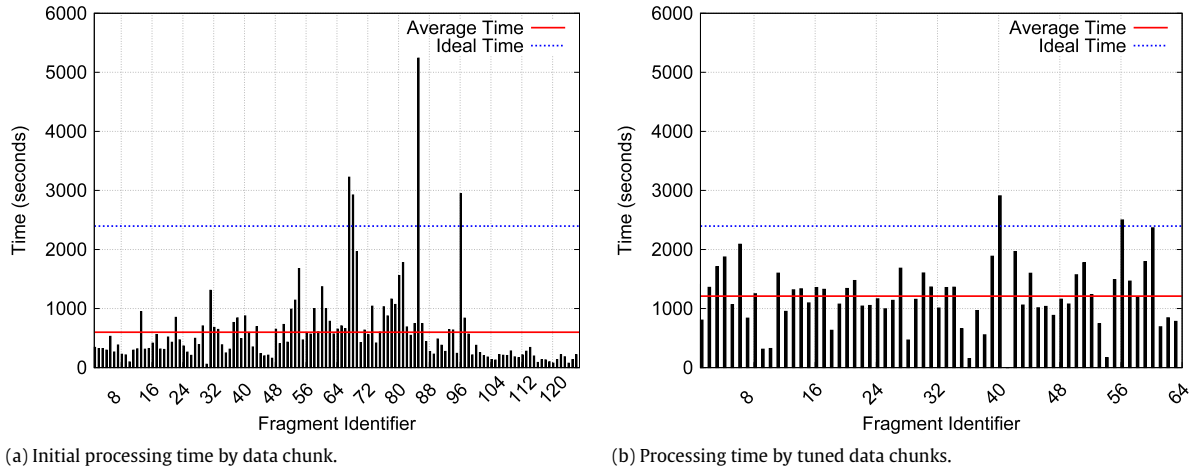 6000
5000
4000
3000
2000
1000
0
Time (seconds)
Average Time
Ideal Time
8 16 24 32 40 48 56 64 72 80 88 96 104 112 120
Fragment Identifier
(a) Initial processing time by data chunk.
6000
5000
4000
3000
2000
1000
0
Time (seconds)
Average Time
Ideal Time
8 16 24 32 40 48 56 64
Fragment Identifier
(b) Processing time by tuned data chunks.